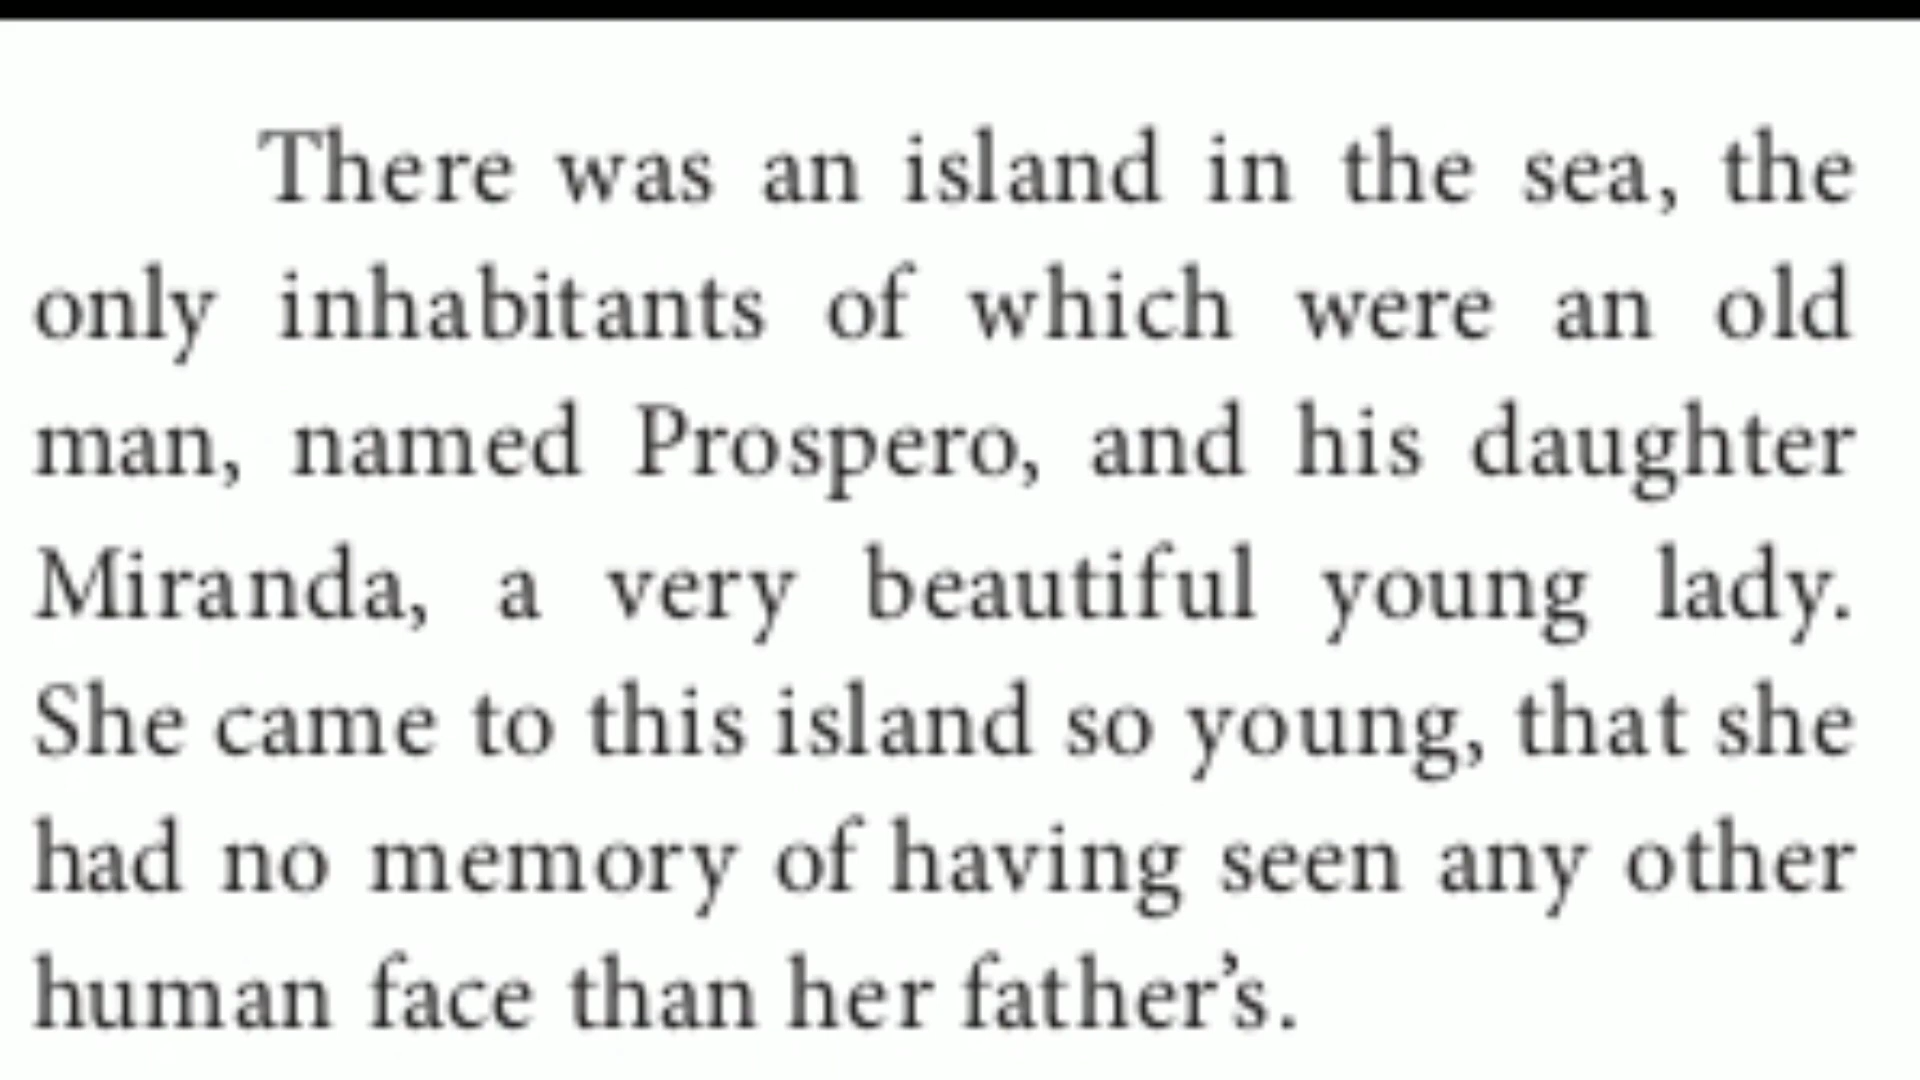 There was an island in the sea, the
only inhabitants of which were an old
man, named Prospero, and his daughter
Miranda, a very beautiful young lady.
She came to this island so young, that she
had no memory of having seen any other
human face than her father’s.